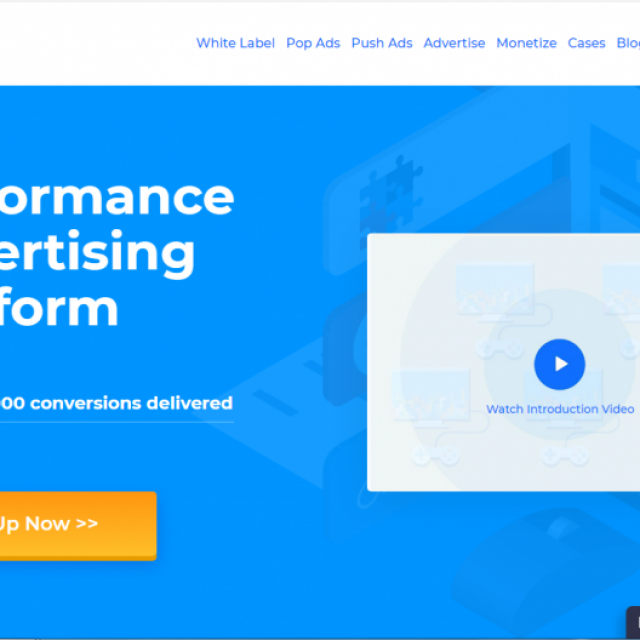 White Label Pop Ads Push Ads Advertise Monetize Cases Blog
ormance
ertising
form
00 conversions delivered
Up Now >>
Watch Introduction Video